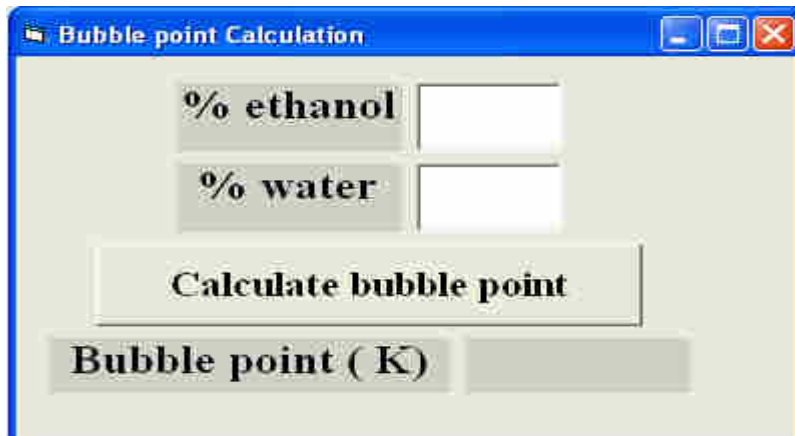 Bubble point Calculation
% ethanol
% water
Calculate bubble point
Bubble point ( K)